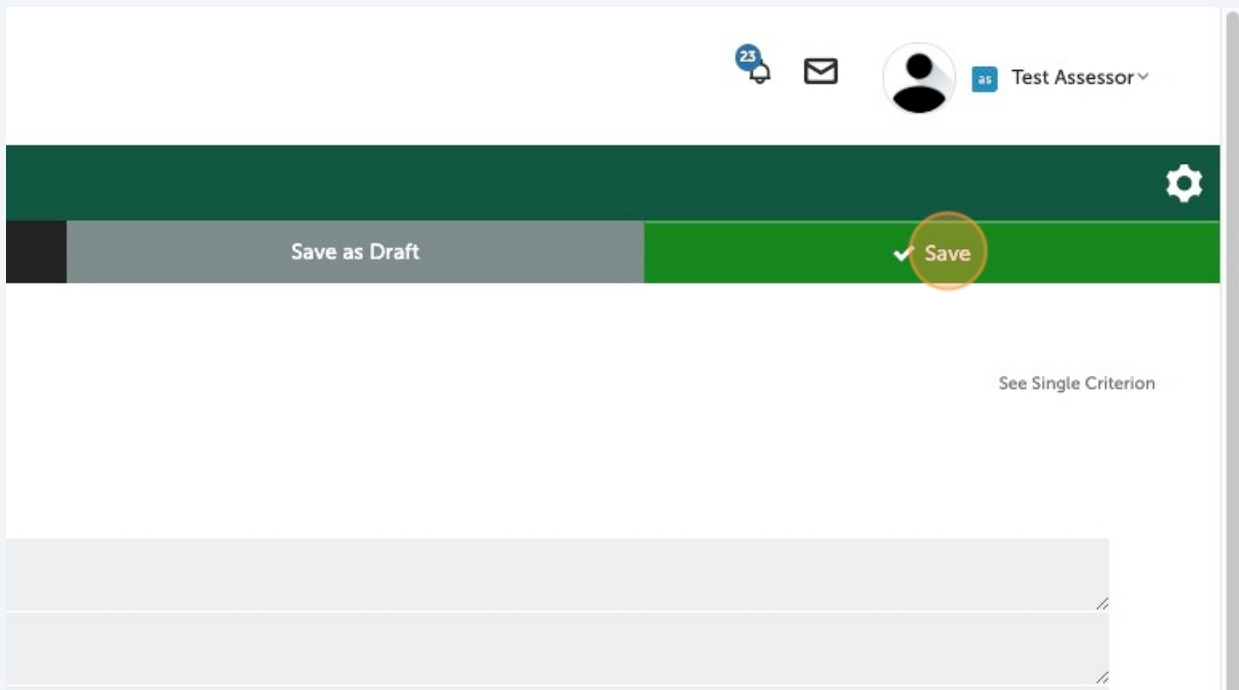 23
as Test Assessor
Save as Draft
Save
See Single Criterion